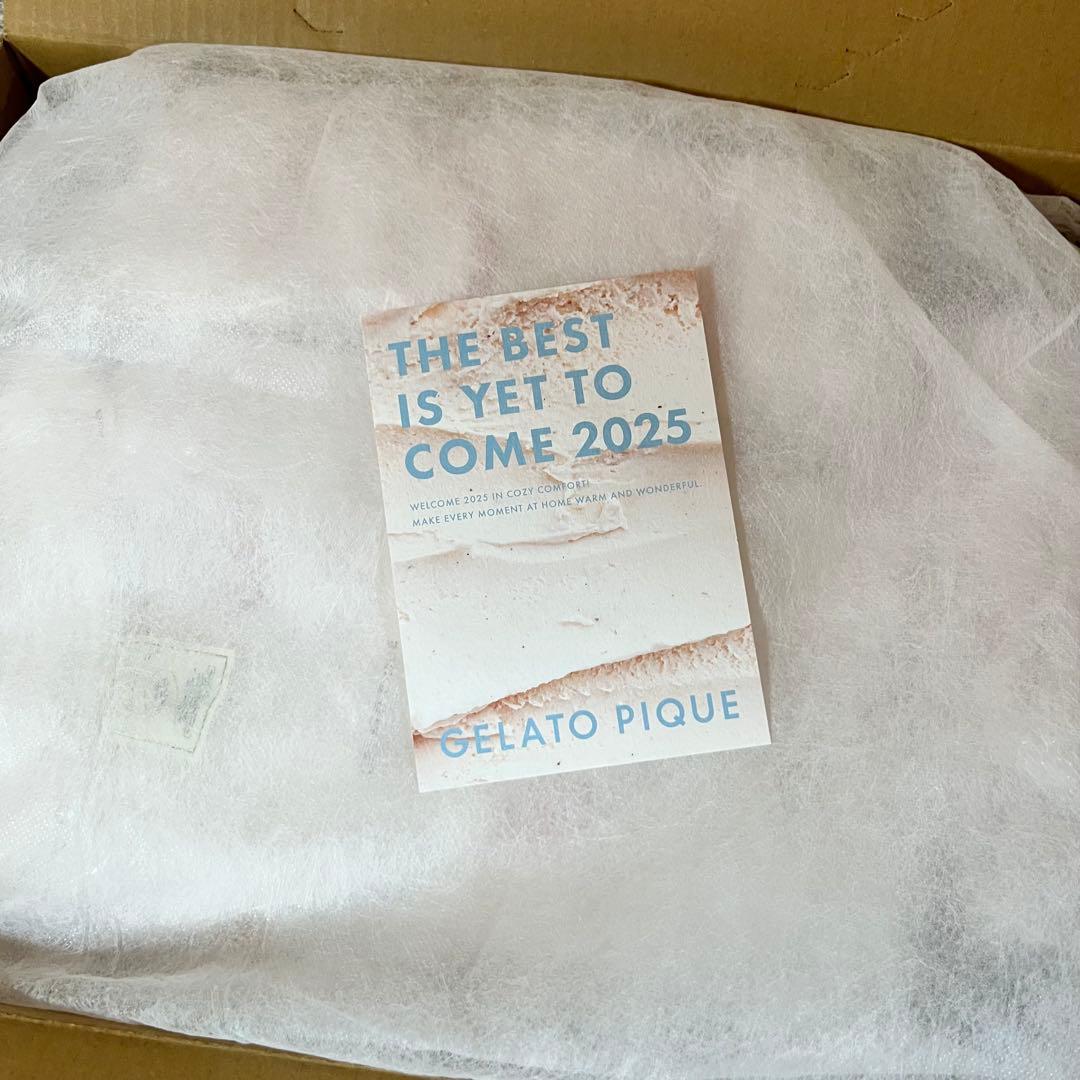 THE BEST
IS YET TO
COME 2025
WELCOME 2025 IN COZY COMFORT!
MAKE EVERY MOMENT AT HOME WARM AND WONDERFUL.
GELATO PIQUE